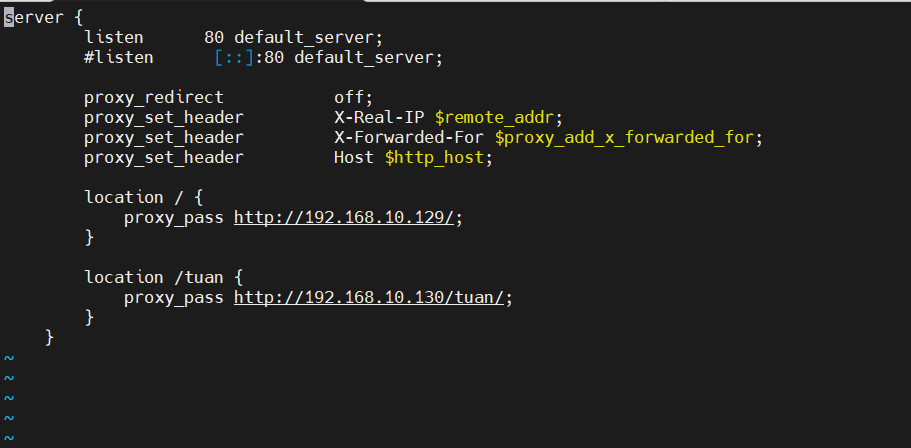 server {
        listen      80 default_server;
        #listen      [::]:80 default_server;

        proxy_redirect           off;
        proxy_set_header         X-Real-IP $remote_addr;
        proxy_set_header         X-Forwarded-For $proxy_add_x_forwarded_for;
        proxy_set_header         Host $http_host;

        location / {
            proxy_pass http://192.168.10.129/;
        }

        location /tuan {
            proxy_pass http://192.168.10.130/tuan/;
        }
    }
~
~
~
~
~